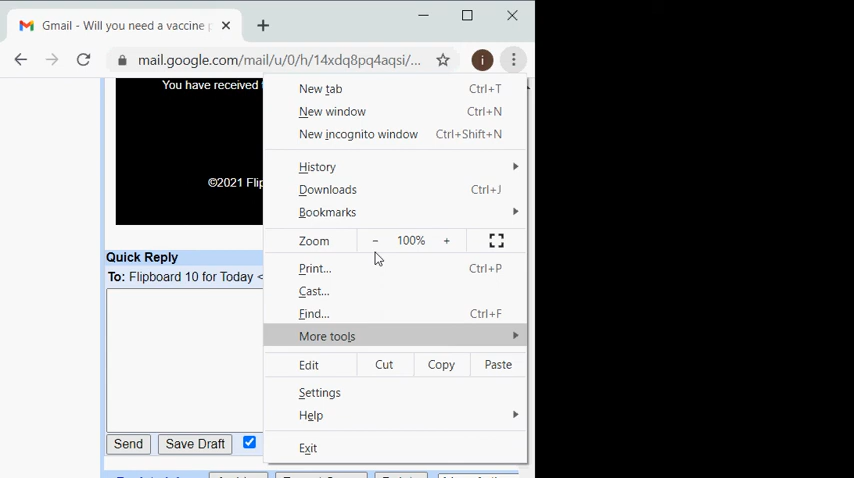 Gmail - Will you need a vaccine p
mail.google.com/mail/u/0/h/14xdq8pq4aqsi/...
i
You have received
©2021 Flip
Quick Reply
To: Flipboard 10 for Today <
Send
Save Draft
New tab Ctrl+T
New window Ctrl+N
New incognito window Ctrl+Shift+N
History
Downloads Ctrl+J
Bookmarks
Zoom - 100% +
Print... Ctrl+P
Cast...
Find... Ctrl+F
More tools
Edit Cut Copy Paste
Settings
Help
Exit